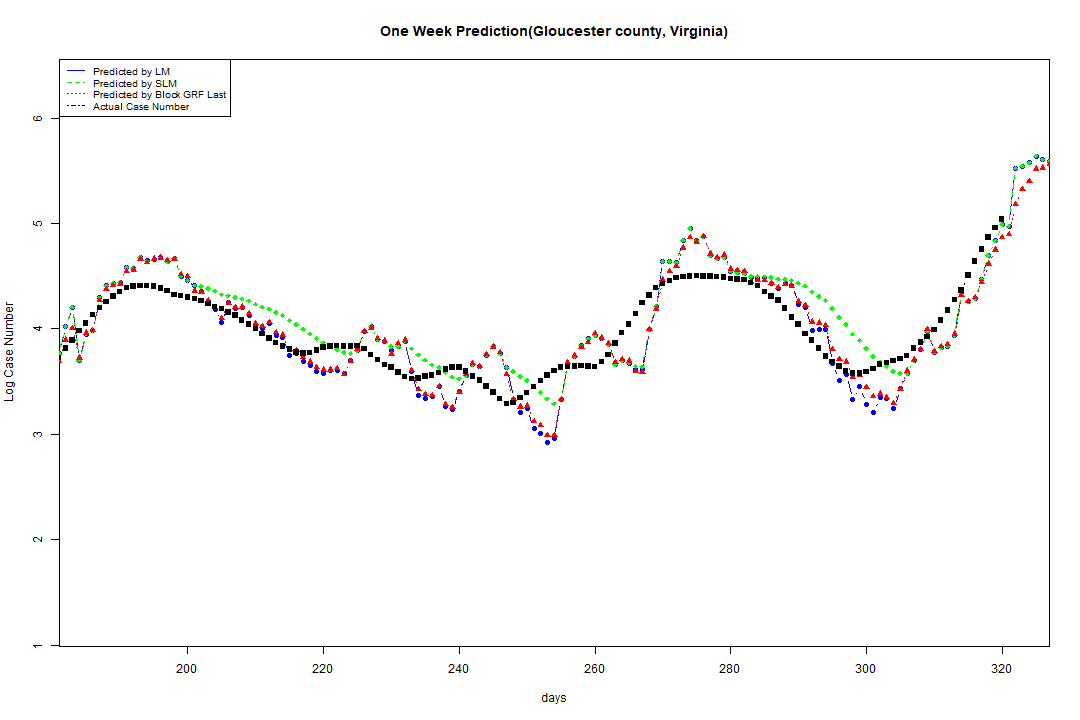 One Week Prediction(Gloucester county, Virginia)
Predicted by LM
Predicted by SLM
Predicted by Block GRF Last
Actual Case Number
Log Case Number
6
5
4
3
2
1
200 220 240 260 280 300 320
days